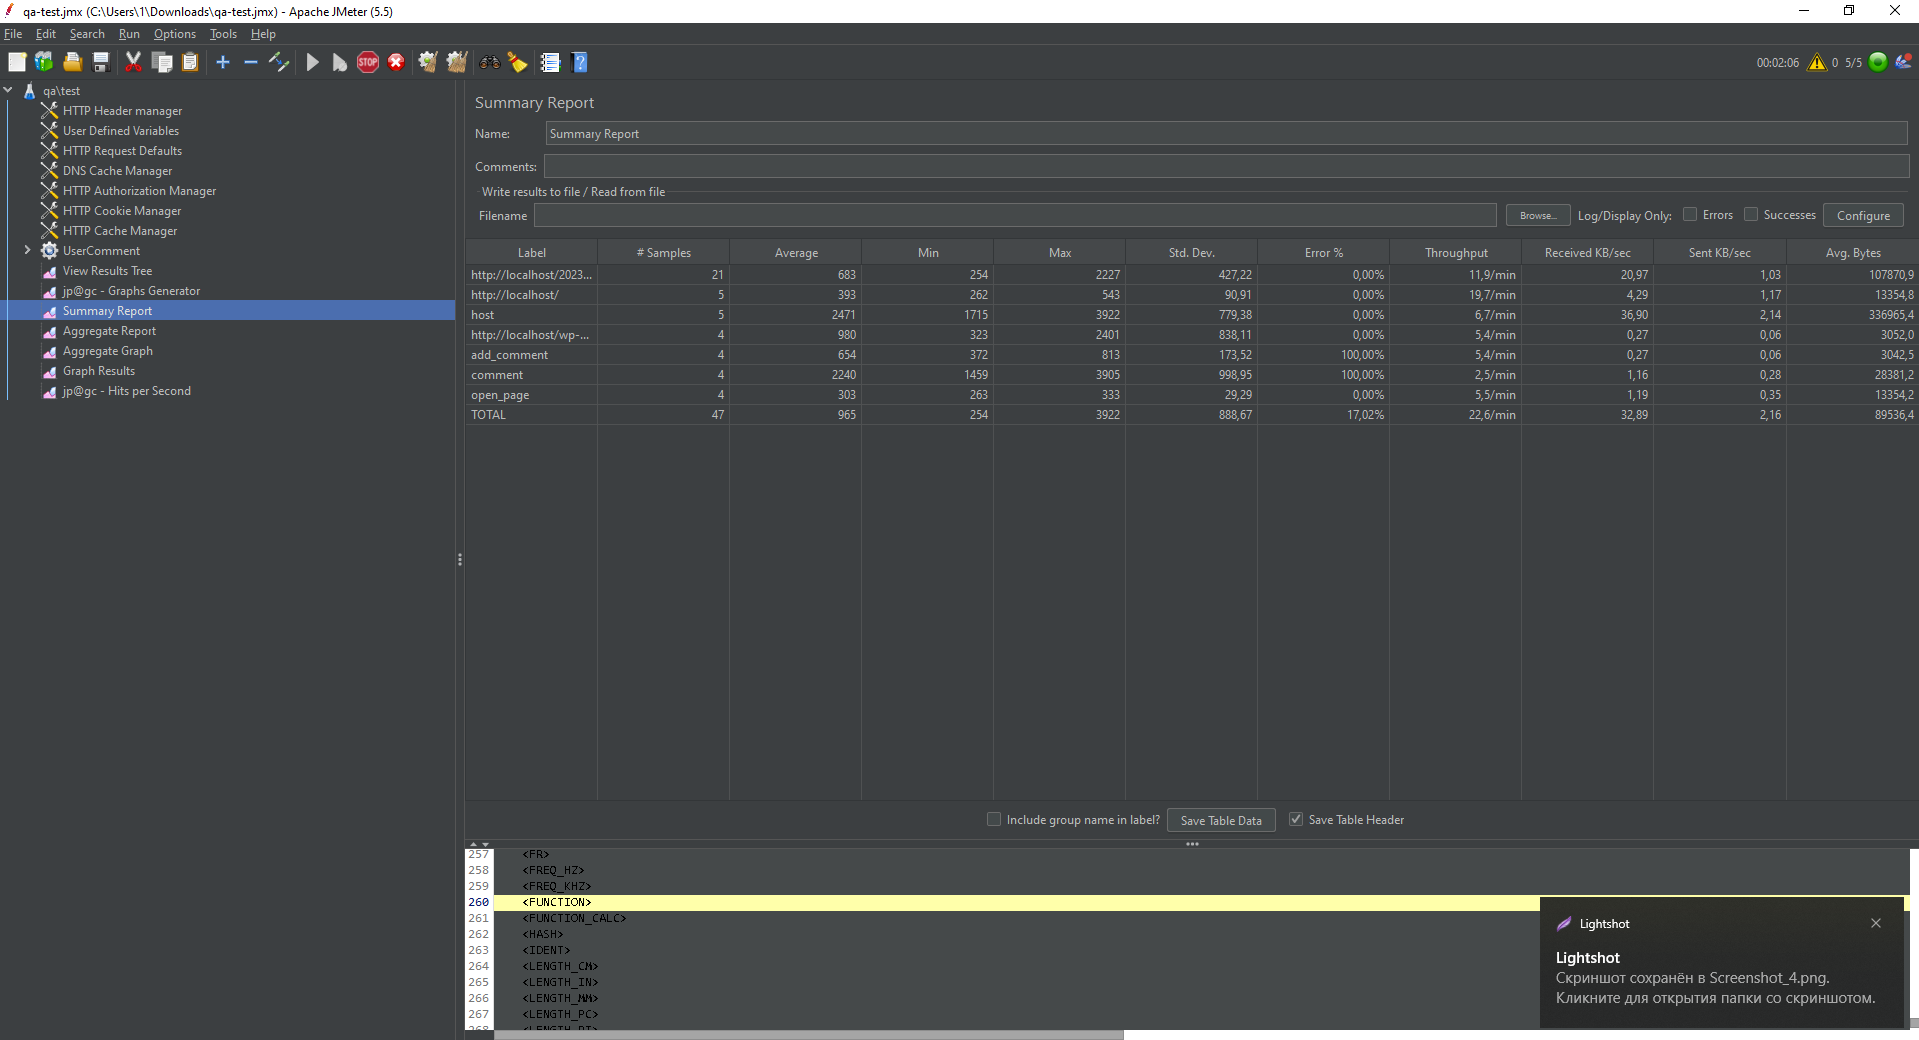 qa-test.jmx (C:\Users\1\Downloads\qa-test.jmx) - Apache JMeter (5.5)
File Edit Search Run Options Tools Help
STOP
00:02:06 0 5/5
qa\test
HTTP Header manager
User Defined Variables
HTTP Request Defaults
DNS Cache Manager
HTTP Authorization Manager
HTTP Cookie Manager
HTTP Cache Manager
UserComment
View Results Tree
jp@gc - Graphs Generator
Summary Report
Aggregate Report
Aggregate Graph
Graph Results
jp@gc - Hits per Second
Summary Report
Name: Summary Report
Comments:
Write results to file / Read from file
Filename Browse... Log/Display Only: Errors Successes Configure
Label # Samples Average Min Max Std. Dev. Error % Throughput Received KB/sec Sent KB/sec Avg. Bytes
http://localhost/2023... 21 683 254 2227 427,22 0,00% 11,9/min 20,97 1,03 107870,9
http://localhost/ 5 393 262 543 90,91 0,00% 19,7/min 4,29 1,17 13354,8
host 5 2471 1715 3922 779,38 0,00% 6,7/min 36,90 2,14 336965,4
http://localhost/wp-... 4 980 323 2401 838,11 0,00% 5,4/min 0,27 0,06 3052,0
add_comment 4 654 372 813 173,52 100,00% 5,4/min 0,27 0,06 3042,5
comment 4 2240 1459 3905 998,95 100,00% 2,5/min 1,16 0,28 28381,2
open_page 4 303 263 333 29,29 0,00% 5,5/min 1,19 0,35 13354,2
TOTAL 47 965 254 3922 888,67 17,02% 22,6/min 32,89 2,16 89536,4
Include group name in label? Save Table Data Save Table Header
257 <FR>
258 <FREQ_HZ>
259 <FREQ_KHZ>
260 <FUNCTION>
261 <FUNCTION_CALC>
262 <HASH>
263 <IDENT>
264 <LENGTH_CM>
265 <LENGTH_IN>
266 <LENGTH_MM>
267 <LENGTH_PC>
268 <LENGTH_PT>
Lightshot
Lightshot
Скриншот сохранён в Screenshot_4.png.
Кликните для открытия папки со скриншотом.